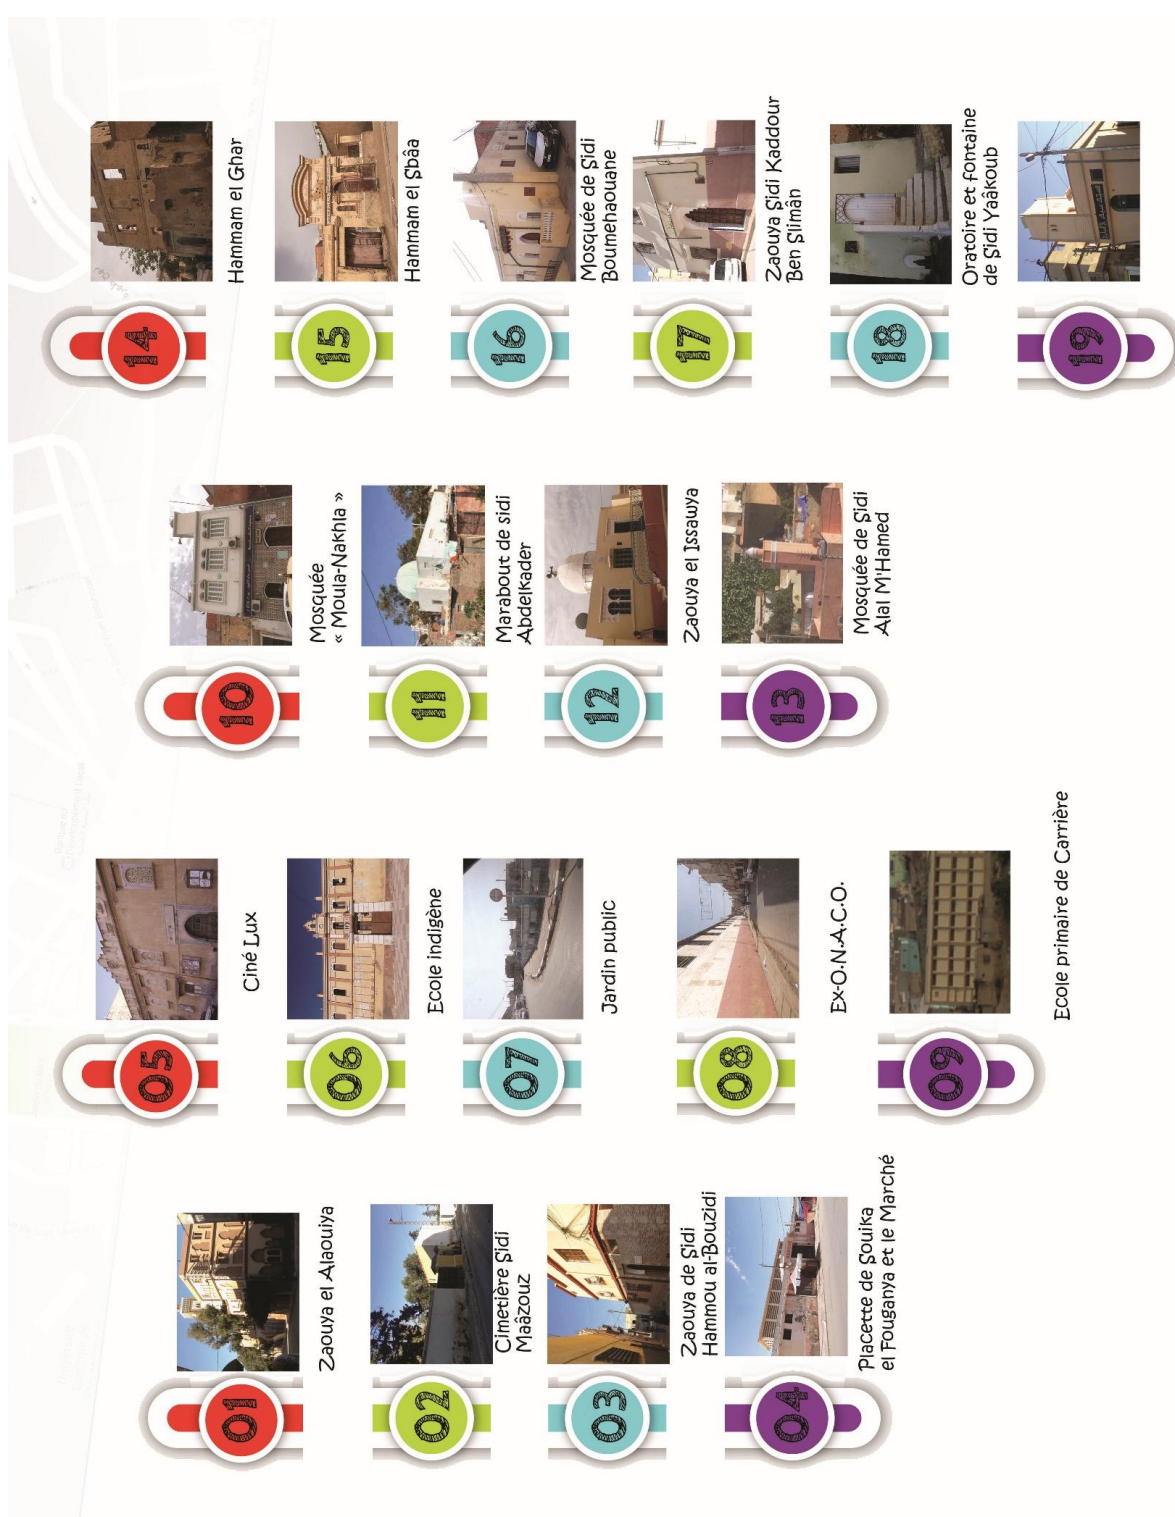 01
Zaouya el Alaouiya
02
Cimetière Sidi
Maâzouz
03
Zaouya de Sidi
Hammou al-Bouzidi
04
Placette de Souika
el Fouganya et le Marché
05
Ciné Lux
06
Ecole indigène
07
Jardin public
08
Ex-O.N.A.C.O.
09
Ecole primaire de Carrière
10
Mosquée
« Moula-Nakhla »
11
Marabout de sidi
Abdelkader
12
Zaouya el Issawya
13
Mosquée de Sidi
Alal M'Hamed
14
Hammam el Ghar
15
Hammam el Sbâa
16
Mosquée de Sidi
Boumehaouane
17
Zaouya Sidi Kaddour
Ben Slimân
18
Oratoire et fontaine
de Sidi Yaâkoub
19